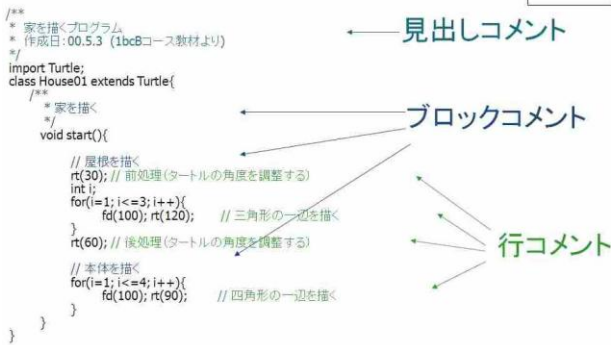 /**
* 家を描くプログラム
* 作成日:00.5.3 (1bcBコース教材より)
*/
import Turtle;
class House01 extends Turtle{
/**
* 家を描く
*/
void start(){
// 屋根を描く
rt(30); // 前処理(タートルの角度を調整する)
int i;
for(i=1; i<=3; i++){
fd(100); rt(120); // 三角形の一辺を描く
}
rt(60); // 後処理(タートルの角度を調整する)
// 本体を描く
for(i=1; i<=4; i++){
fd(100); rt(90); // 四角形の一辺を描く
}
}
}
見出しコメント
ブロックコメント
行コメント